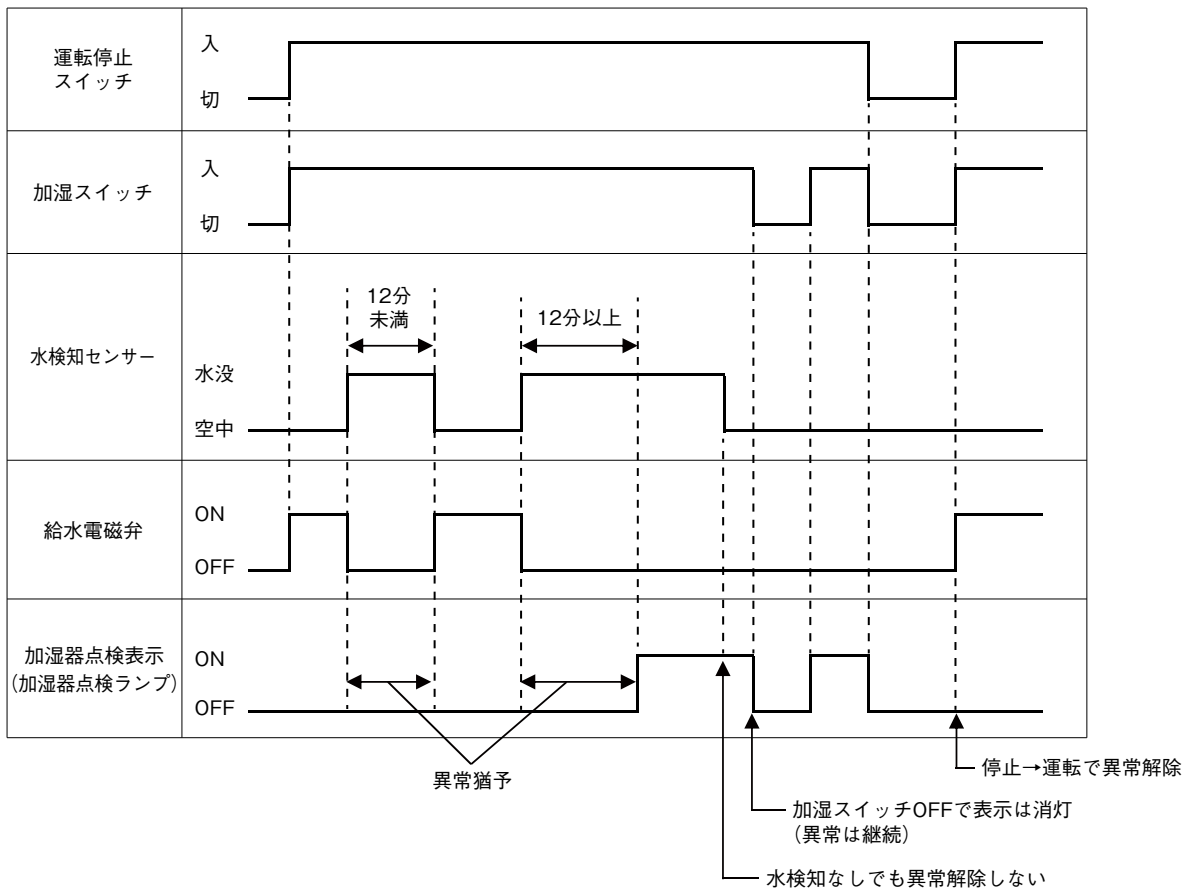 運転停止
スイッチ
入
切
加湿スイッチ
入
切
水検知センサー
12分
未満
12分以上
水没
空中
給水電磁弁
ON
OFF
加湿器点検表示
(加湿器点検ランプ)
ON
OFF
異常猶予
停止→運転で異常解除
加湿スイッチOFFで表示は消灯
(異常は継続)
水検知なしでも異常解除しない